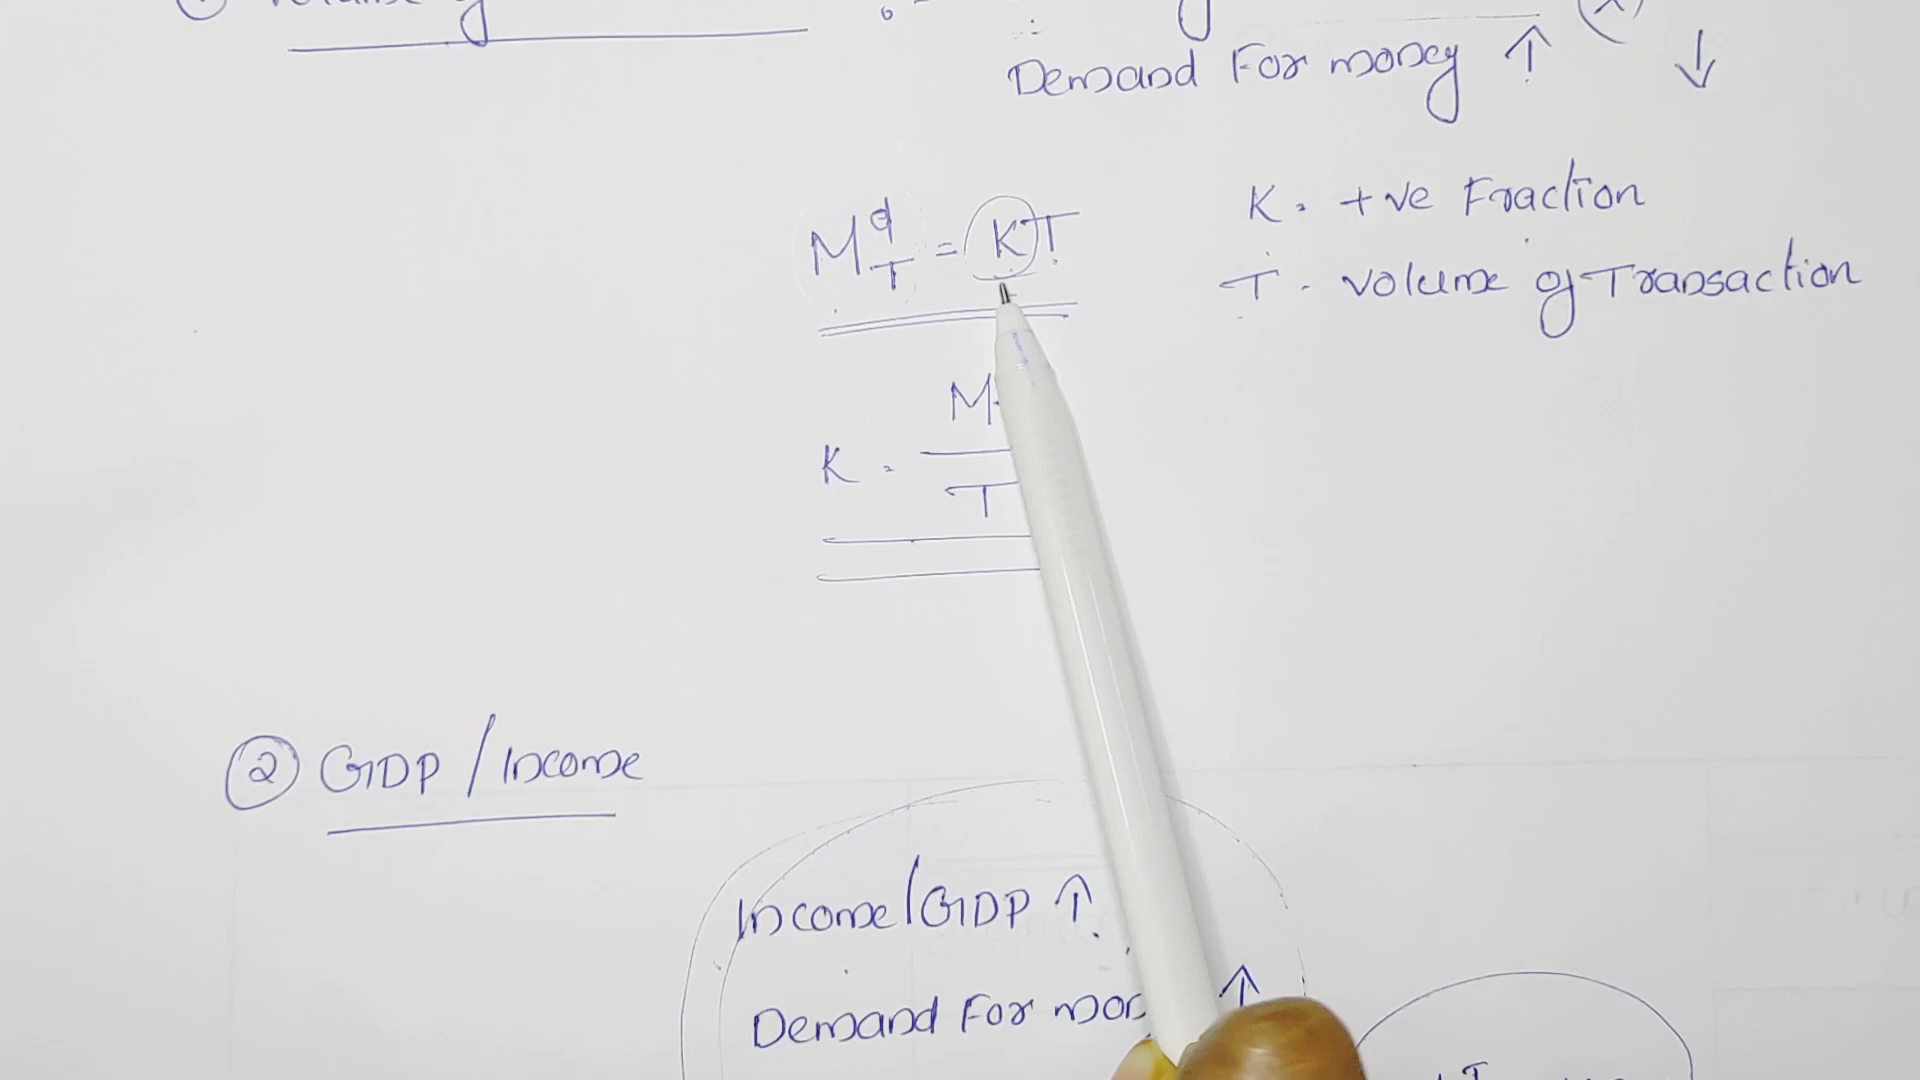 Demand For money ↑ ↓
M^d_T = KT
K = +ve Fraction
T - Volume of Transaction
K = M
T
② GDP / Income
Income/GDP ↑
Demand For ↑